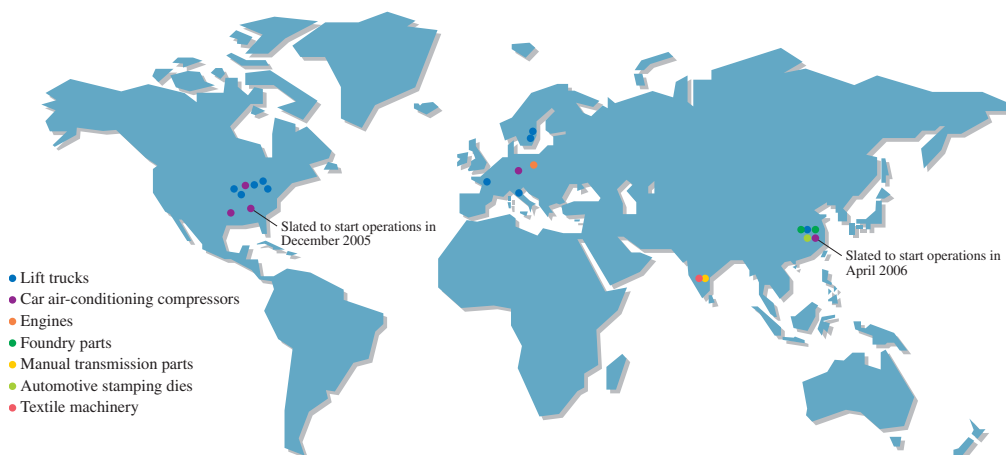 Slated to start operations in
December 2005
Slated to start operations in
April 2006
Lift trucks
Car air-conditioning compressors
Engines
Foundry parts
Manual transmission parts
Automotive stamping dies
Textile machinery